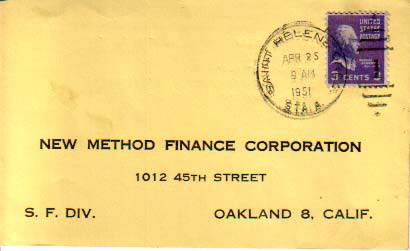 SAINT HELENA
APR 25
9 AM
1951
STA. A.
UNITED
STATES
POSTAGE
3 CENTS 3
NEW METHOD FINANCE CORPORATION
1012 45TH STREET
S. F. DIV. OAKLAND 8, CALIF.